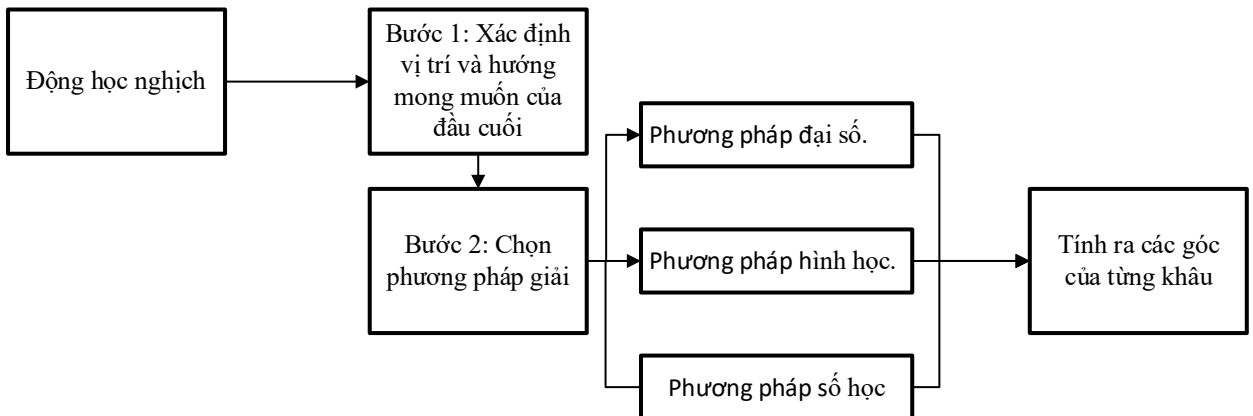 Động học nghịch
Bước 1: Xác định
vị trí và hướng
mong muốn của
đầu cuối
Bước 2: Chọn
phương pháp giải
Phương pháp đại số.
Phương pháp hình học.
Phương pháp số học
Tính ra các góc
của từng khâu